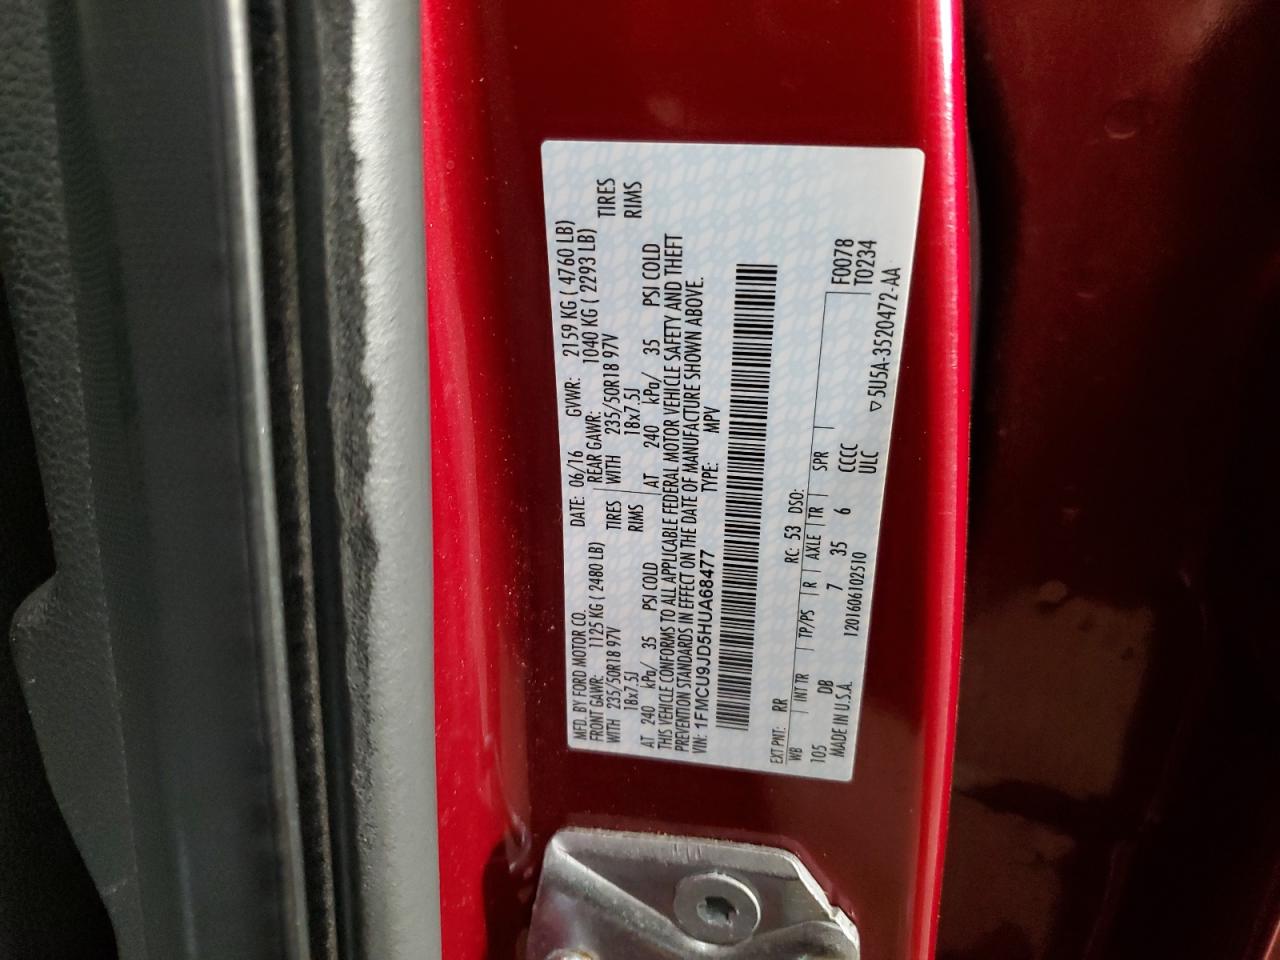 MFD. BY FORD MOTOR CO. DATE: 06/16 GVWR: 2159 KG ( 4760 LB)
FRONT GAWR: 1125 KG ( 2480 LB) REAR GAWR: 1040 KG ( 2293 LB)
WITH 235/50R18 97V TIRES WITH 235/50R18 97V TIRES
18x7.5J RIMS 18x7.5J RIMS
AT 240 kPa/ 35 PSI COLD AT 240 kPa/ 35 PSI COLD
THIS VEHICLE CONFORMS TO ALL APPLICABLE FEDERAL MOTOR VEHICLE SAFETY AND THEFT
PREVENTION STANDARDS IN EFFECT ON THE DATE OF MANUFACTURE SHOWN ABOVE.
VIN: 1FMCU9JD5HUA68477 TYPE: MPV
EXT PNT: RR RC: 53 DSO: F0078
WB INT TR TP/PS R AXLE TR SPR T0234
105 DB 7 35 6 CCCC
MADE IN U.S.A. 1201606102510 ULC ▽5U5A-3520472-AA